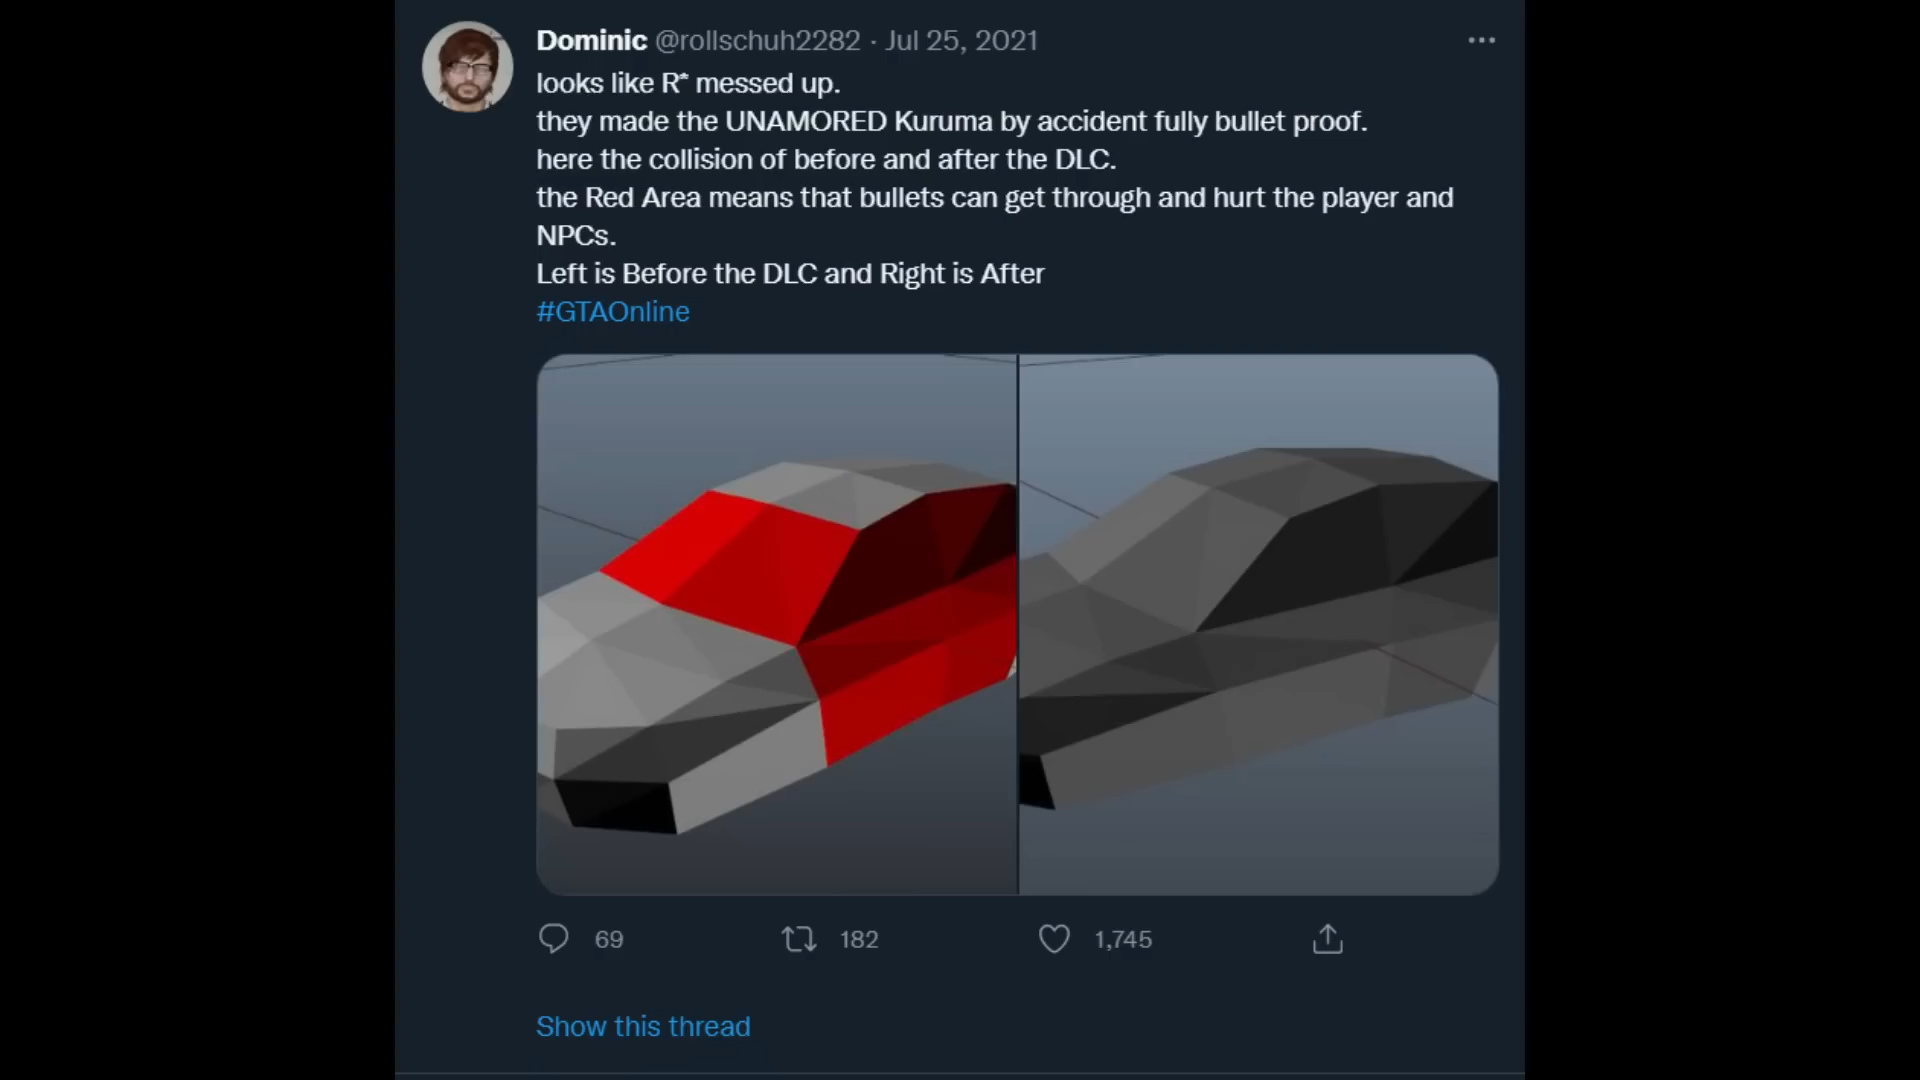 Dominic @rollschuh2282 · Jul 25, 2021
looks like R* messed up.
they made the UNAMORED Kuruma by accident fully bullet proof.
here the collision of before and after the DLC.
the Red Area means that bullets can get through and hurt the player and
NPCs.
Left is Before the DLC and Right is After
#GTAOnline
69 182 1,745
Show this thread